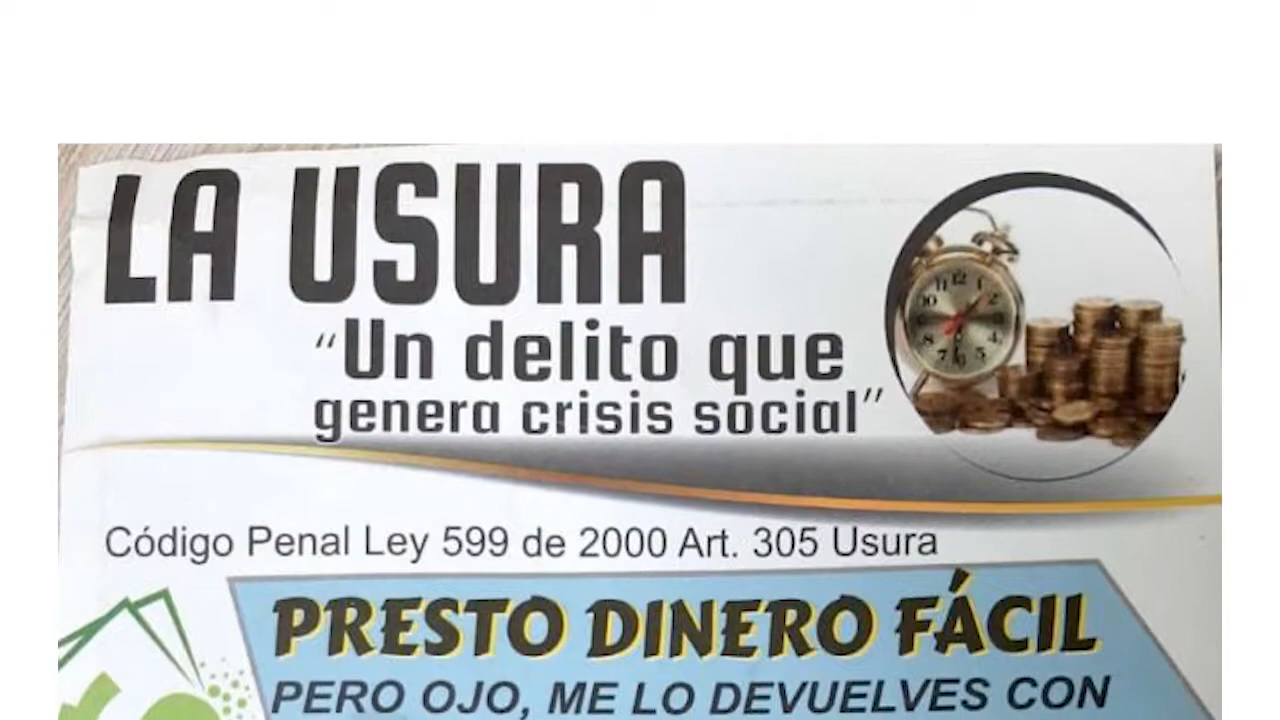 LA USURA
“Un delito que
genera crisis social”
Código Penal Ley 599 de 2000 Art. 305 Usura
PRESTO DINERO FÁCIL
PERO OJO, ME LO DEVUELVES CON